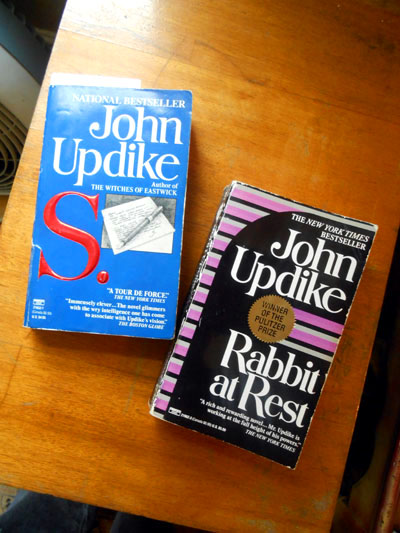 NATIONAL BESTSELLER
John
Updike
Author of
THE WITCHES OF EASTWICK
S.
"A TOUR DE FORCE."
THE NEW YORK TIMES
"Immensely clever... The novel glimmers
with the wry intelligence one has come
to associate with Updike's vision."
THE BOSTON GLOBE
THE NEW YORK TIMES
BESTSELLER
John
Updike
WINNER
OF THE
PULITZER
PRIZE
Rabbit
at Rest
"A rich and rewarding novel... Mr. Updike is
working at the full height of his powers."
THE NEW YORK TIMES